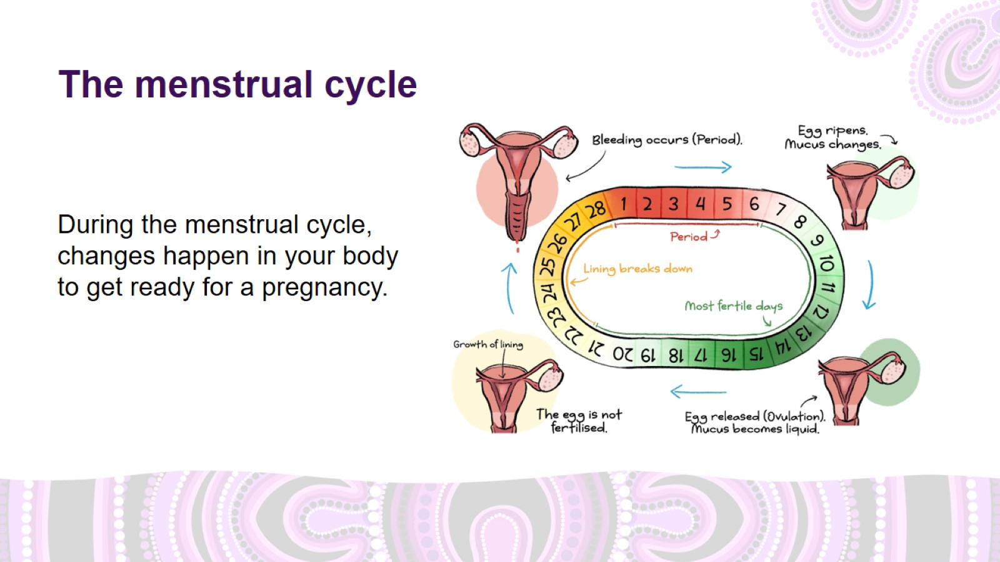 The menstrual cycle
During the menstrual cycle,
changes happen in your body
to get ready for a pregnancy.
Bleeding occurs (Period).
Egg ripens.
Mucus changes.
1 2 3 4 5 6 7 8 9 10 11 12 13 14 15 16 17 18 19 20 21 22 23 24 25 26 27 28
Period
Lining breaks down
Most fertile days
Growth of lining
The egg is not
fertilised.
Egg released (Ovulation).
Mucus becomes liquid.